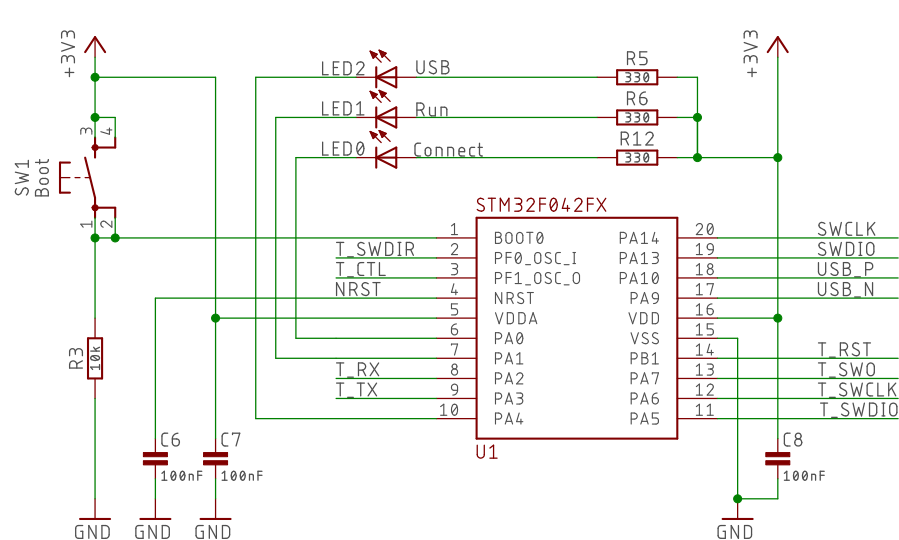 +3V3
+3V3
LED2 USB R5
330
LED1 Run R6
330
LED0 Connect R12
330
3 4
SW1
Boot
1 2
STM32F042FX
1 BOOT0 PA14 20 SWCLK
T_SWDIR 2 PF0_OSC_I PA13 19 SWDIO
T_CTL 3 PF1_OSC_O PA10 18 USB_P
NRST 4 NRST PA9 17 USB_N
5 VDDA VDD 16
6 PA0 VSS 15
7 PA1 PB1 14 T_RST
T_RX 8 PA2 PA7 13 T_SWO
T_TX 9 PA3 PA6 12 T_SWCLK
10 PA4 PA5 11 T_SWDIO
R3
10k
U1
C6 C7 C8
100nF 100nF 100nF
GND GND GND GND